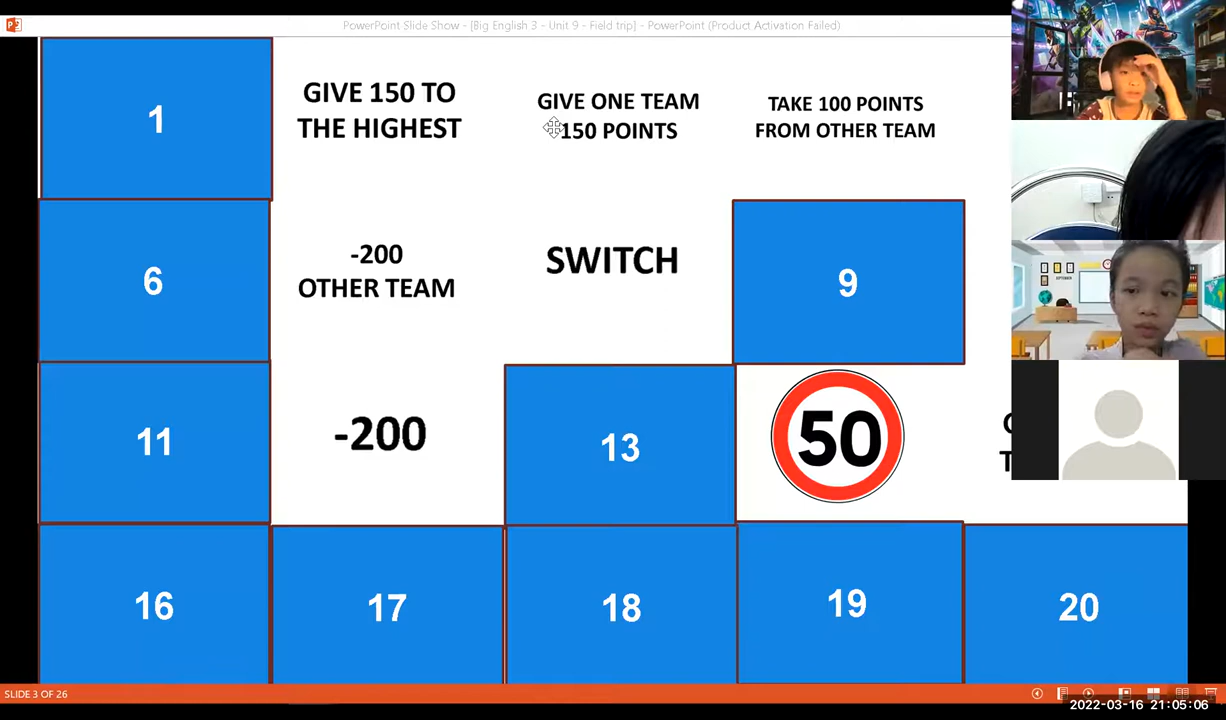 PowerPoint Slide Show - [Big English 3 - Unit 9 - Field trip] - PowerPoint (Product Activation Failed)
1
GIVE 150 TO
THE HIGHEST
GIVE ONE TEAM
150 POINTS
TAKE 100 POINTS
FROM OTHER TEAM
6
-200
OTHER TEAM
SWITCH
9
11
-200
13
50
16
17
18
19
20
SLIDE 3 OF 26
2022-03-16 21:05:06